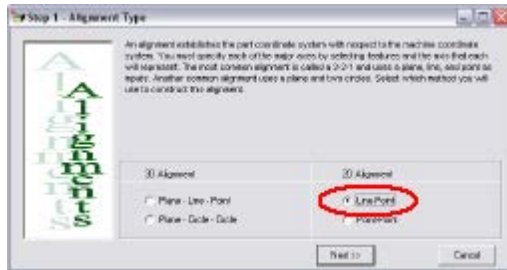 Step 1 - Alignment Type
An alignment establishes the part coordinate system with respect to the machine coordinate
system. You must specify each of the major axes by selecting features and the axis that each
will represent. The most common alignment is called a 3-2-1 and uses a plane, line, and point as
inputs. Another common alignment uses a plane and two circles. Select which method you will
use to construct this alignment.
Alignments
3D Alignment
2D Alignment
Plane - Line - Point
Line-Point
Plane - Circle - Circle
Point-Point
Next >>
Cancel